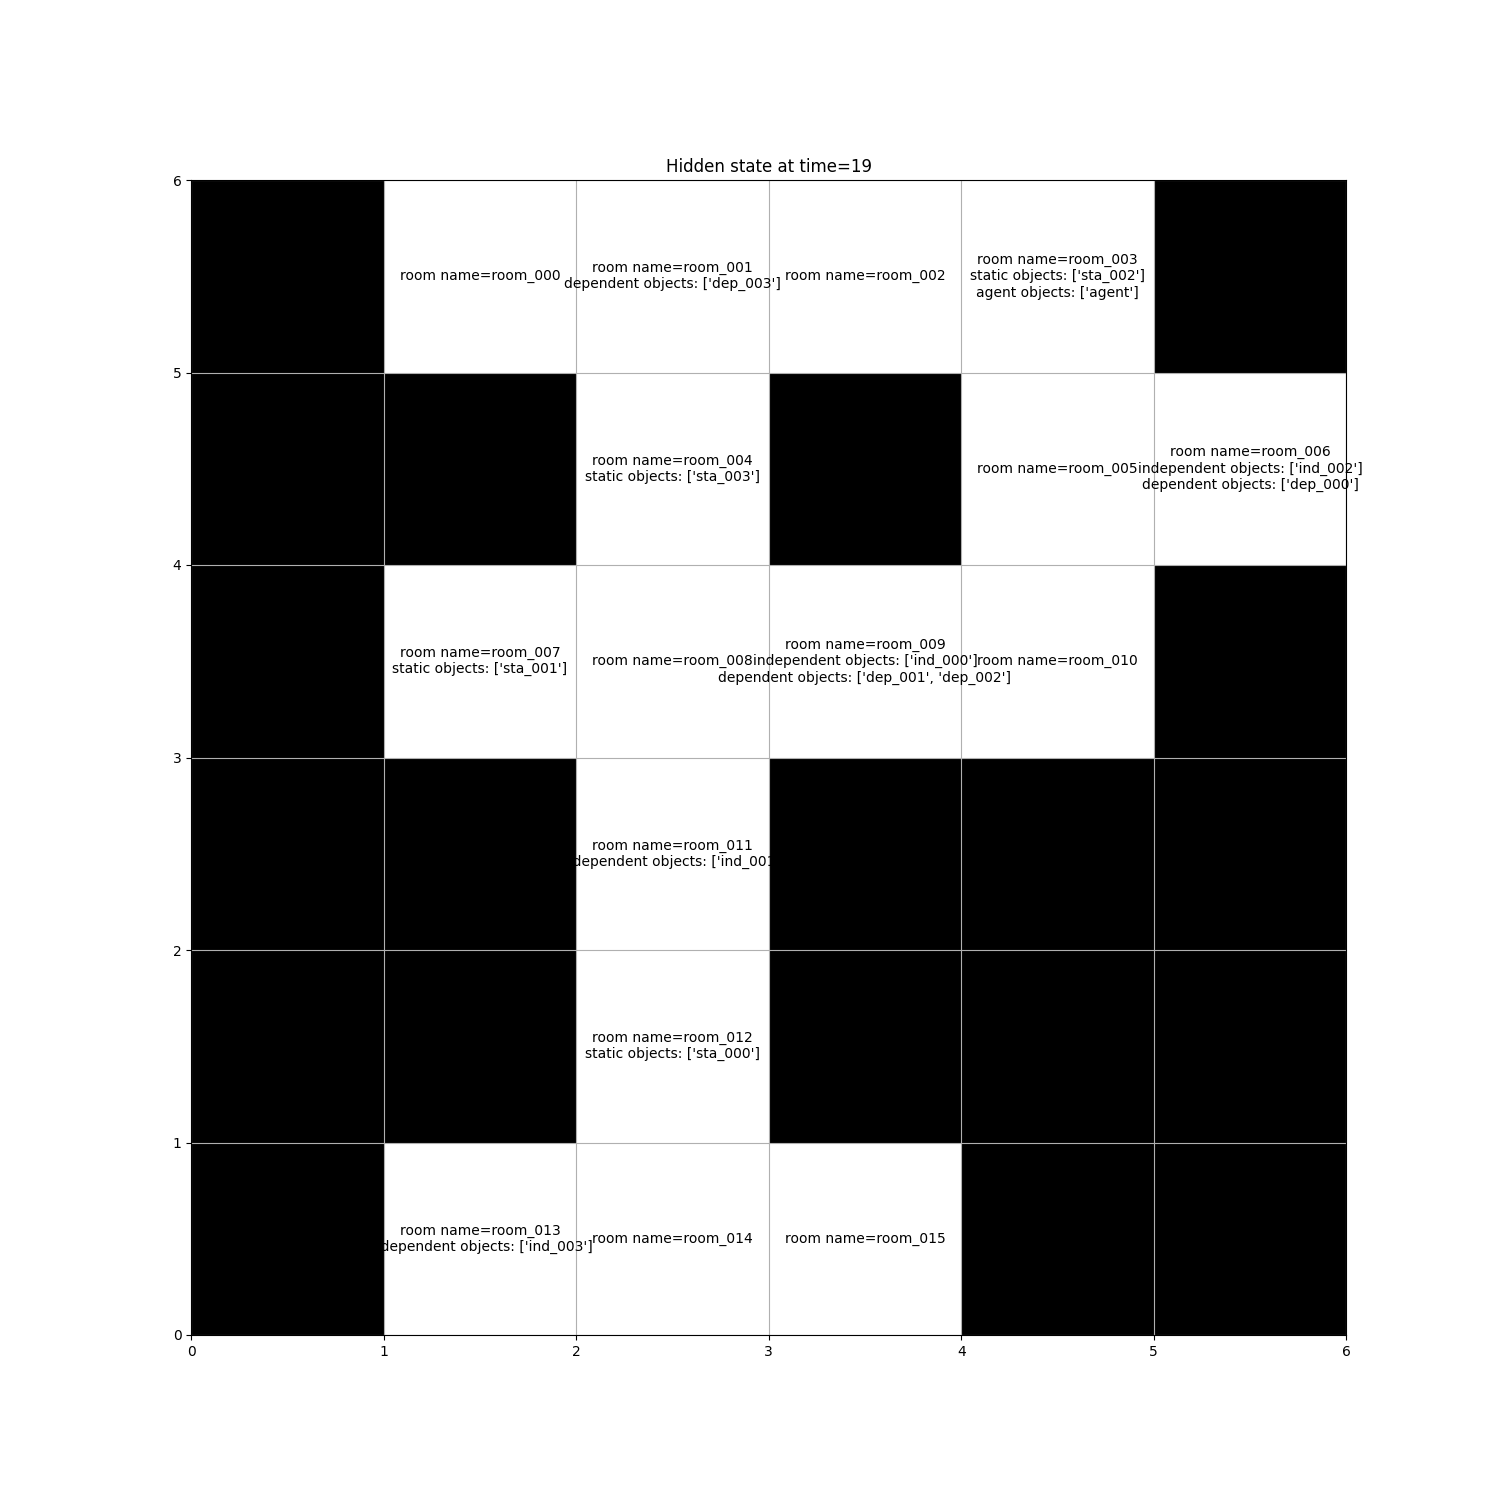 Hidden state at time=19
6
room name=room_000
room name=room_001
dependent objects: ['dep_003']
room name=room_002
room name=room_003
static objects: ['sta_002']
agent objects: ['agent']
5
room name=room_004
static objects: ['sta_003']
room name=room_005
room name=room_006
independent objects: ['ind_002']
dependent objects: ['dep_000']
4
room name=room_007
static objects: ['sta_001']
room name=room_008
room name=room_009
independent objects: ['ind_000']
dependent objects: ['dep_001', 'dep_002']
room name=room_010
3
room name=room_011
dependent objects: ['ind_001
2
room name=room_012
static objects: ['sta_000']
1
room name=room_013
dependent objects: ['ind_003']
room name=room_014
room name=room_015
0
0 1 2 3 4 5 6